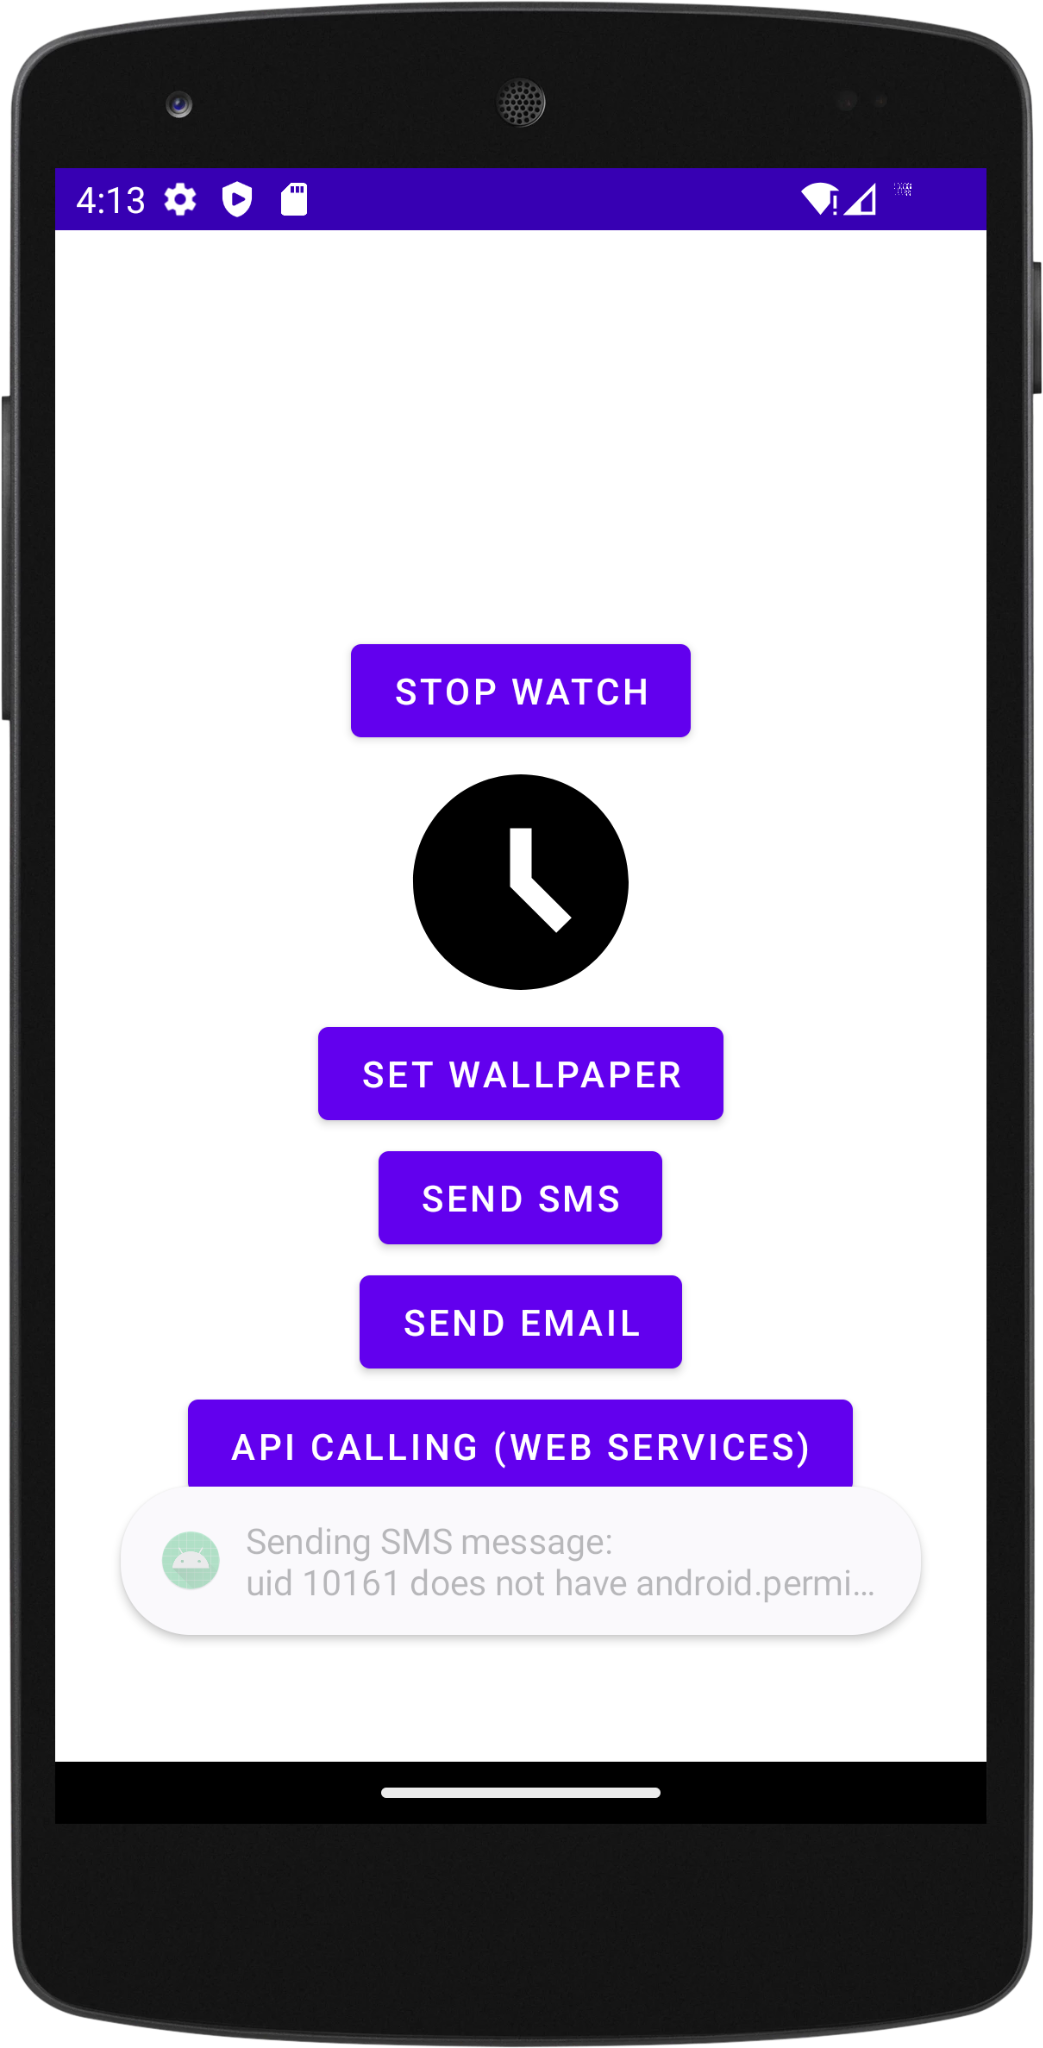 4:13
STOP WATCH
SET WALLPAPER
SEND SMS
SEND EMAIL
API CALLING (WEB SERVICES)
Sending SMS message:
uid 10161 does not have android.permi...